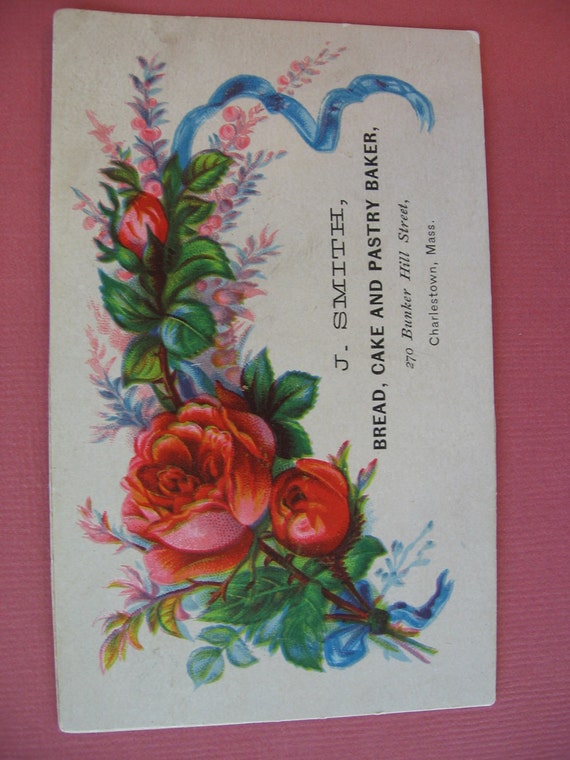 J. SMITH,
BREAD, CAKE AND PASTRY BAKER,
270 Bunker Hill Street,
Charlestown, Mass.